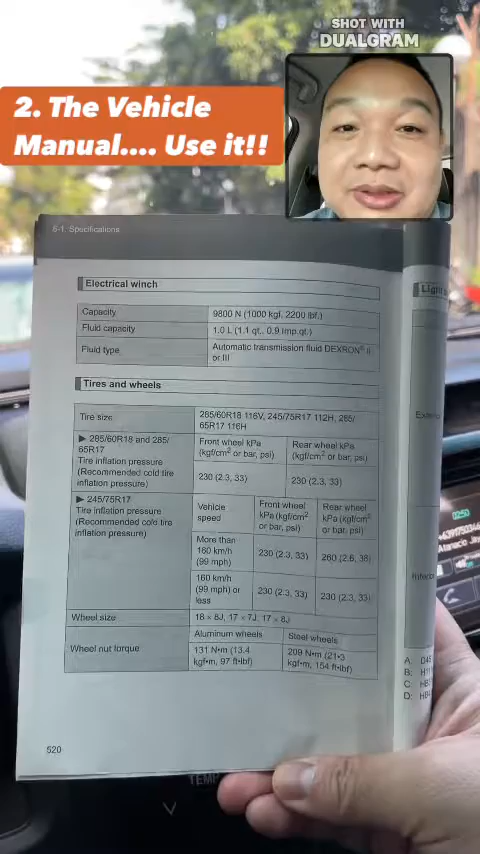 SHOT WITH
DUALGRAM
2. The Vehicle
Manual.... Use it!!
6-1. Specifications
Electrical winch
Capacity 9800 N (1000 kgf, 2200 lbf.)
Fluid capacity 1.0 L (1.1 qt., 0.9 Imp.qt.)
Fluid type Automatic transmission fluid DEXRON® II
or III
Tires and wheels
Tire size 285/60R18 116V, 245/75R17 112H, 285/
65R17 116H
▶ 285/60R18 and 285/
65R17
Tire inflation pressure
(Recommended cold tire
inflation pressure)
Front wheel kPa
(kgf/cm² or bar, psi)
Rear wheel kPa
(kgf/cm² or bar, psi)
230 (2.3, 33) 230 (2.3, 33)
▶ 245/75R17
Tire inflation pressure
(Recommended cold tire
inflation pressure)
Vehicle
speed
Front wheel
kPa (kgf/cm²
or bar, psi)
Rear wheel
kPa (kgf/cm²
or bar, psi)
More than
160 km/h
(99 mph)
230 (2.3, 33) 260 (2.6, 38)
160 km/h
(99 mph) or
less
230 (2.3, 33) 230 (2.3, 33)
Wheel size 18 × 8J, 17 × 7J, 17 × 8J
Wheel nut torque
Aluminum wheels Steel wheels
131 N•m (13.4
kgf•m, 97 ft•lbf)
209 N•m (21.3
kgf•m, 154 ft•lbf)
520
Light
A:
B:
C:
D:
02:50